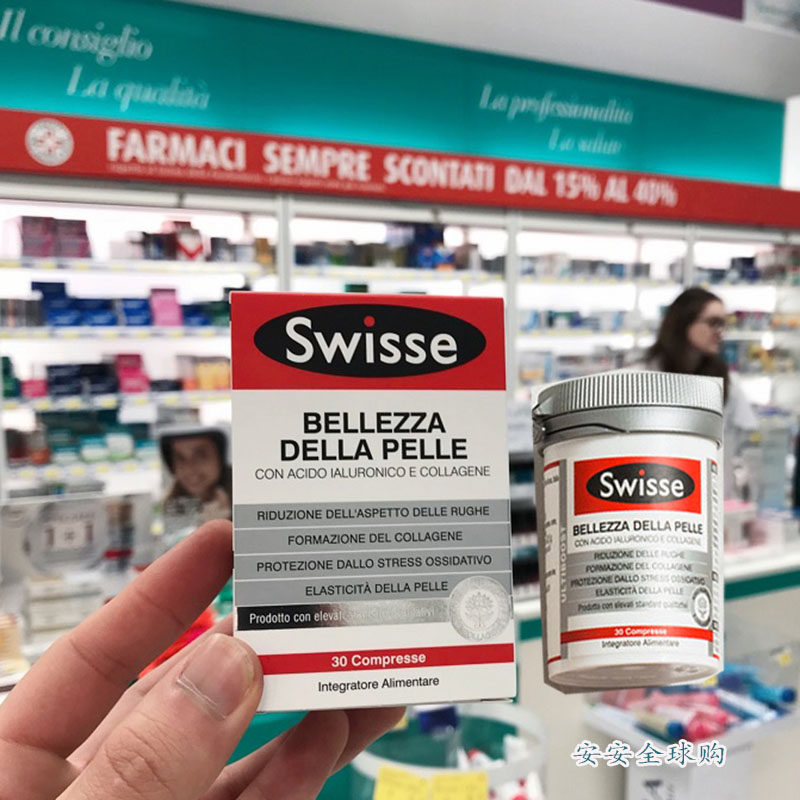 Il consiglio
La qualità
La professionalità
La salute
FARMACI SEMPRE SCONTATI DAL 15% AL 40%
Swisse
BELLEZZA
DELLA PELLE
CON ACIDO IALURONICO E COLLAGENE
RIDUZIONE DELL'ASPETTO DELLE RUGHE
FORMAZIONE DEL COLLAGENE
PROTEZIONE DALLO STRESS OSSIDATIVO
ELASTICITÀ DELLA PELLE
Prodotto con elevati
30 Compresse
Integratore Alimentare
Swisse
BELLEZZA DELLA PELLE
CON ACIDO IALURONICO E COLLAGENE
RIDUZIONE DELLE RUGHE
FORMAZIONE DEL COLLAGENE
PROTEZIONE DALLO STRESS OSSIDATIVO
ELASTICITÀ DELLA PELLE
Prodotto con elevati standard qualitativi
30 Compresse
Integratore Alimentare
ULTIBOOST
安安全球购